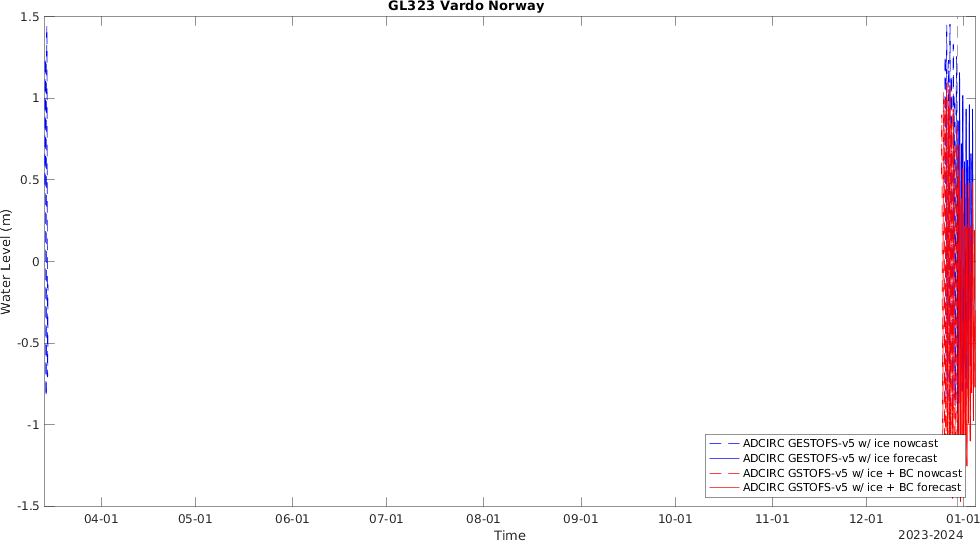 GL323 Vardo Norway
Water Level (m)
1.5
1
0.5
0
-0.5
-1
-1.5
ADCIRC GESTOFS-v5 w/ ice nowcast
ADCIRC GESTOFS-v5 w/ ice forecast
ADCIRC GSTOFS-v5 w/ ice + BC nowcast
ADCIRC GSTOFS-v5 w/ ice + BC forecast
04-01 05-01 06-01 07-01 08-01 09-01 10-01 11-01 12-01 01-01
Time
2023-2024